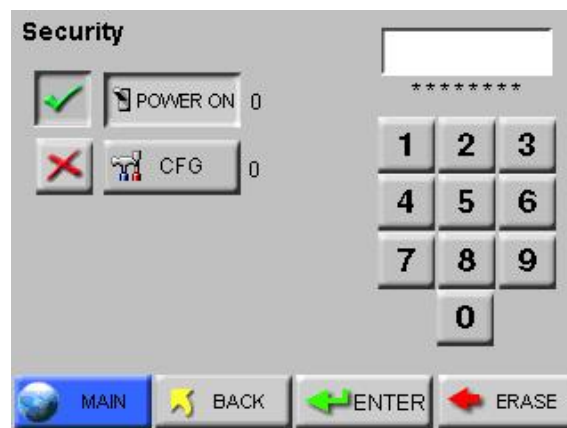 Security
********
POWER ON 0
CFG 0
1 2 3
4 5 6
7 8 9
0
MAIN BACK ENTER ERASE